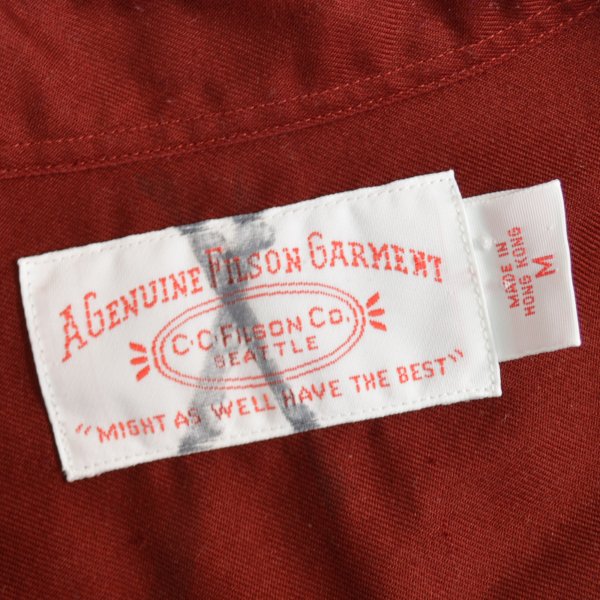 A GENUINE FILSON GARMENT
C.C. FILSON CO.
SEATTLE
"MIGHT AS WELL HAVE THE BEST"
MADE IN
HONG KONG
M